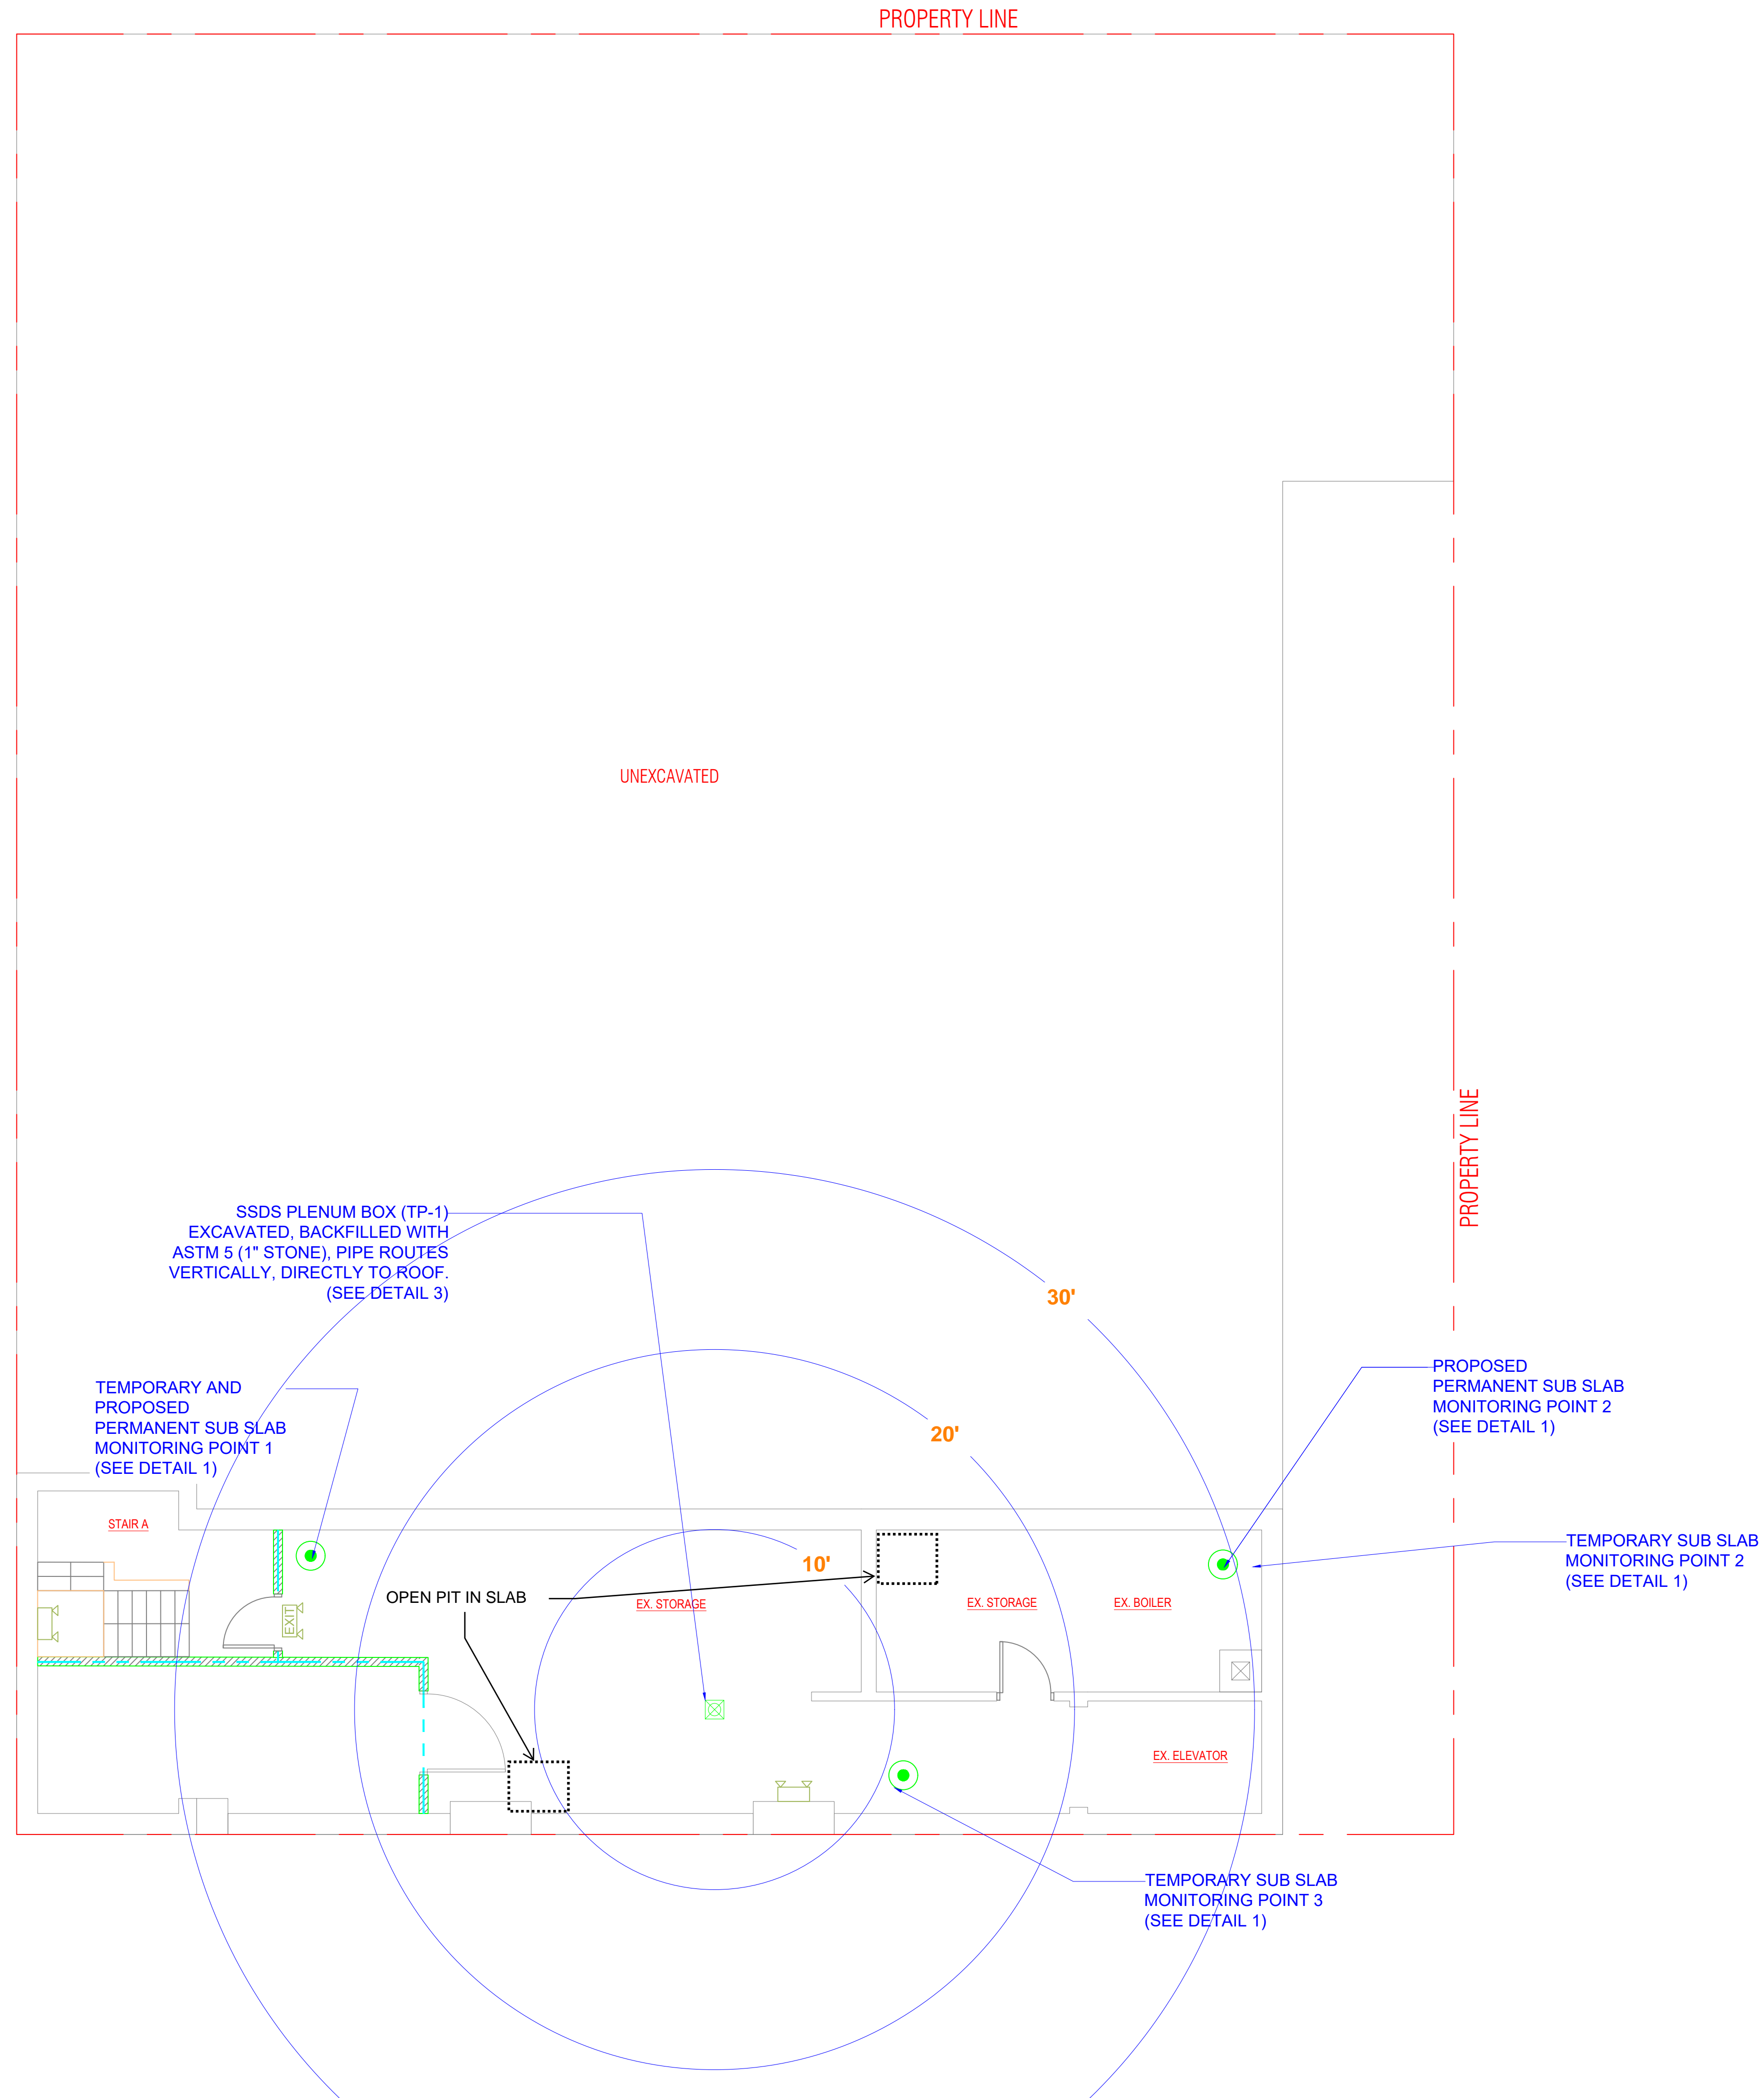 PROPERTY LINE
UNEXCAVATED
PROPERTY LINE
SSDS PLENUM BOX (TP-1)
EXCAVATED, BACKFILLED WITH
ASTM 5 (1" STONE), PIPE ROUTES
VERTICALLY, DIRECTLY TO ROOF.
(SEE DETAIL 3)
30'
20'
10'
TEMPORARY AND
PROPOSED
PERMANENT SUB SLAB
MONITORING POINT 1
(SEE DETAIL 1)
PROPOSED
PERMANENT SUB SLAB
MONITORING POINT 2
(SEE DETAIL 1)
STAIR A
TEMPORARY SUB SLAB
MONITORING POINT 2
(SEE DETAIL 1)
OPEN PIT IN SLAB
EX. STORAGE
EX. STORAGE
EX. BOILER
EXIT
EX. ELEVATOR
TEMPORARY SUB SLAB
MONITORING POINT 3
(SEE DETAIL 1)